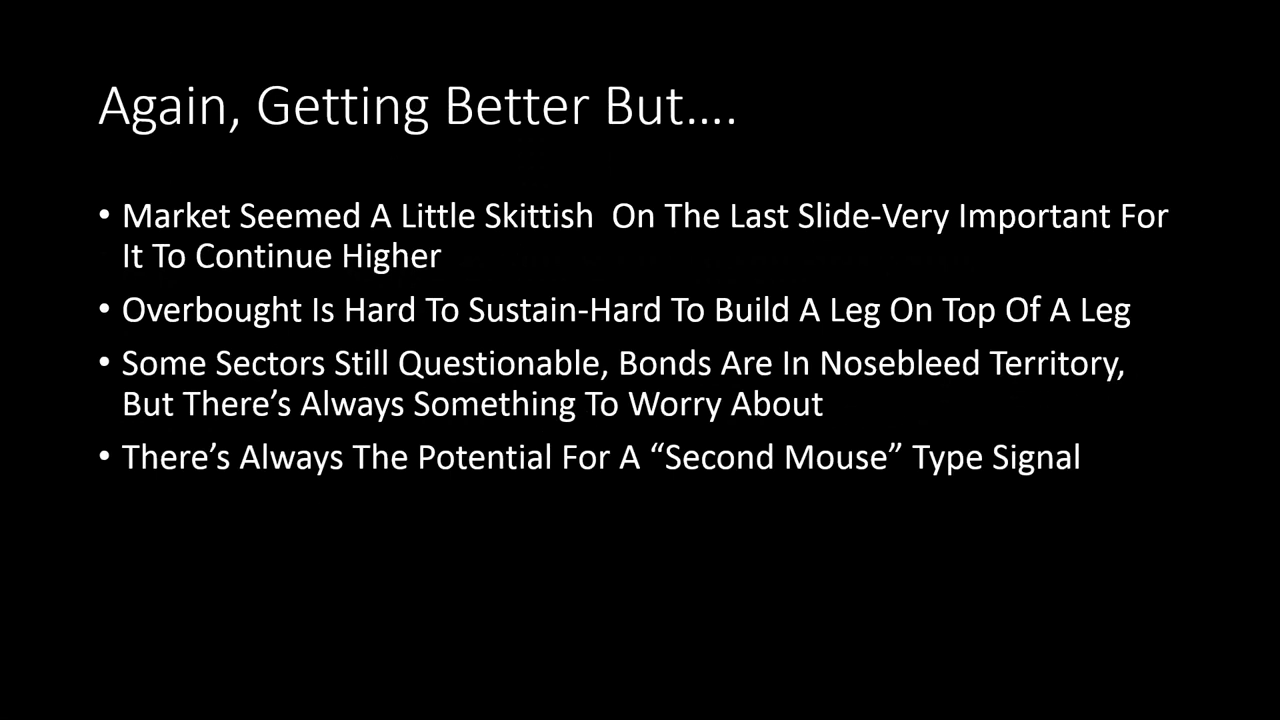 Again, Getting Better But....
• Market Seemed A Little Skittish  On The Last Slide-Very Important For
It To Continue Higher
• Overbought Is Hard To Sustain-Hard To Build A Leg On Top Of A Leg
• Some Sectors Still Questionable, Bonds Are In Nosebleed Territory,
But There’s Always Something To Worry About
• There’s Always The Potential For A “Second Mouse” Type Signal